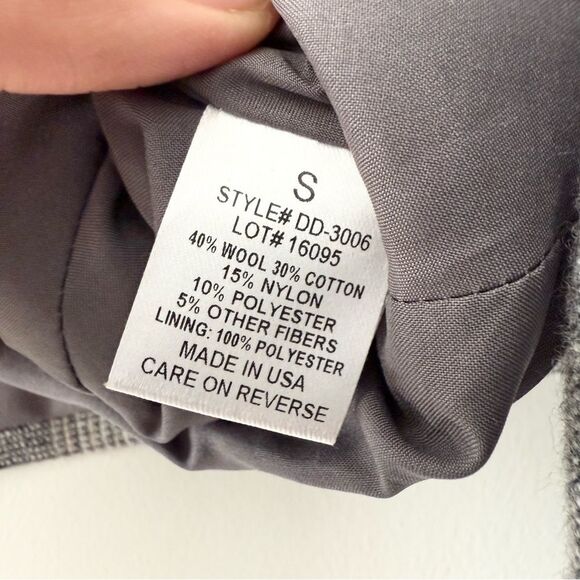 S
STYLE# DD-3006
LOT# 16095
40% WOOL 30% COTTON
15% NYLON
10% POLYESTER
5% OTHER FIBERS
LINING: 100% POLYESTER
MADE IN USA
CARE ON REVERSE